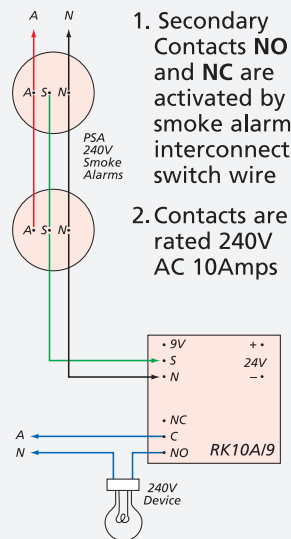 A N
1. Secondary
Contacts NO
and NC are
activated by
smoke alarm
interconnect
switch wire
A S N
PSA
240V
Smoke
Alarms
2. Contacts are
rated 240V
AC 10Amps
A S N
9V +
S 24V
N –
NC
A C
N NO RK10A/9
240V
Device